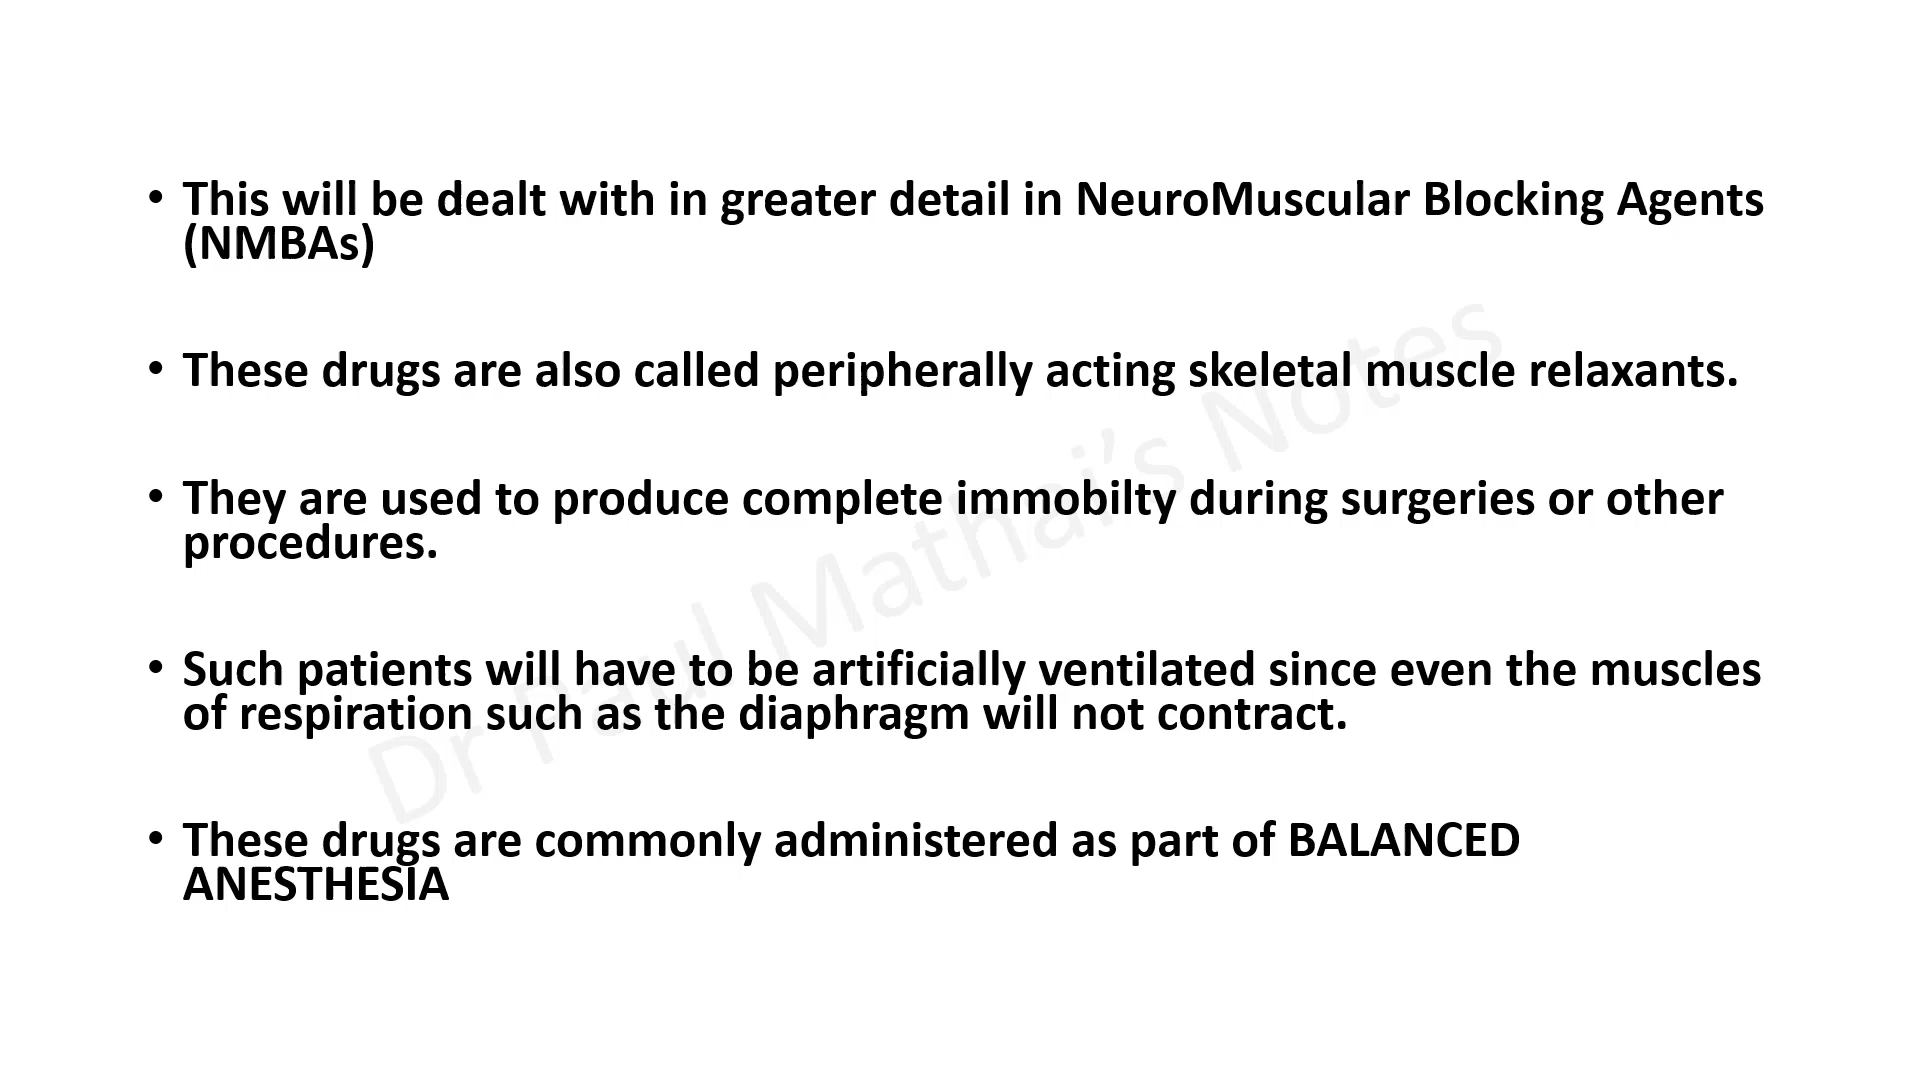 • This will be dealt with in greater detail in NeuroMuscular Blocking Agents
(NMBAs)
• These drugs are also called peripherally acting skeletal muscle relaxants.
• They are used to produce complete immobilty during surgeries or other
procedures.
• Such patients will have to be artificially ventilated since even the muscles
of respiration such as the diaphragm will not contract.
• These drugs are commonly administered as part of BALANCED
ANESTHESIA
Dr Paul Mathai’s Notes